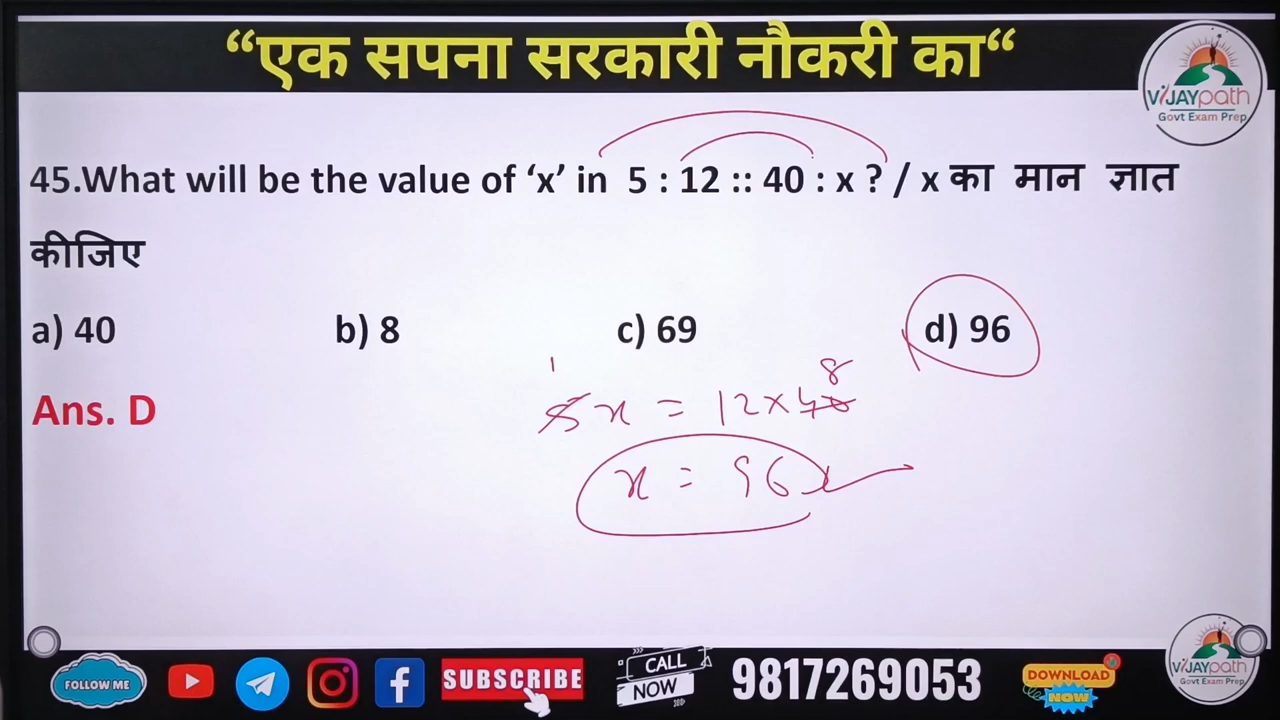 “एक सपना सरकारी नौकरी का“
VIJAYpath
Govt Exam Prep
45.What will be the value of ‘x’ in 5 : 12 :: 40 : x ? / x का मान ज्ञात
कीजिए
a) 40 b) 8 c) 69 d) 96
1 8
Ans. D 5x = 12×40
x = 96
FOLLOW ME SUBSCRIBE CALL NOW 9817269053 DOWNLOAD NOW
VIJAYpath
Govt Exam Prep